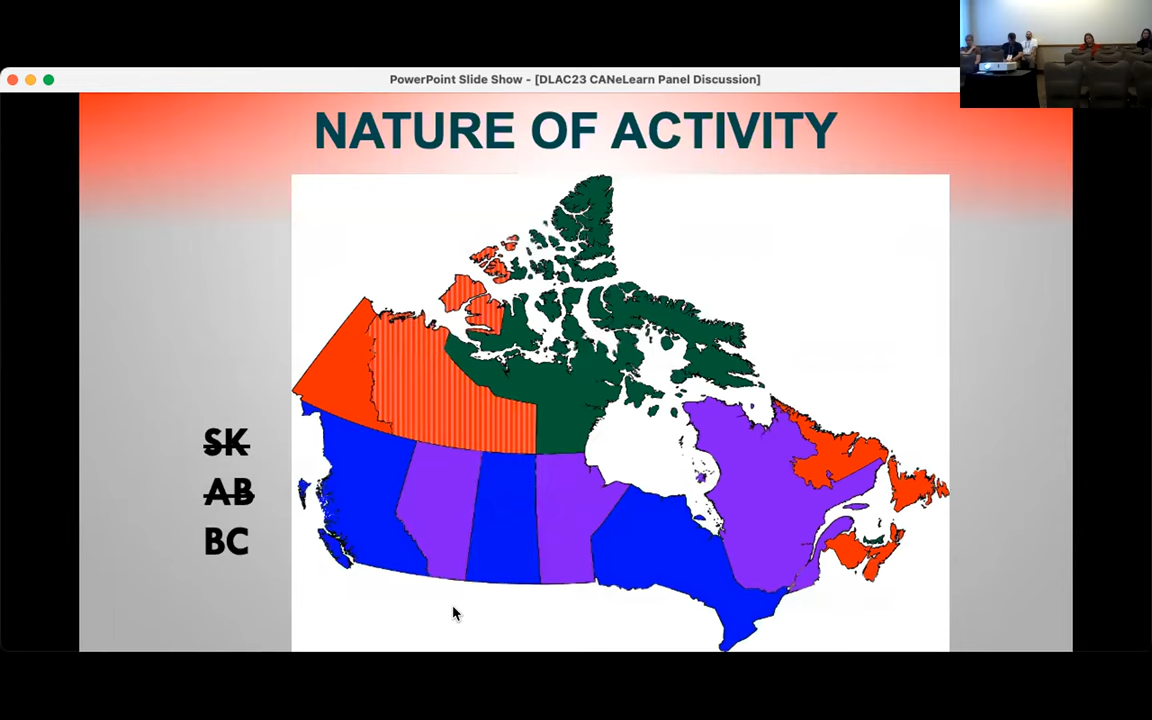 PowerPoint Slide Show - [DLAC23 CANeLearn Panel Discussion]
NATURE OF ACTIVITY
SK
AB
BC